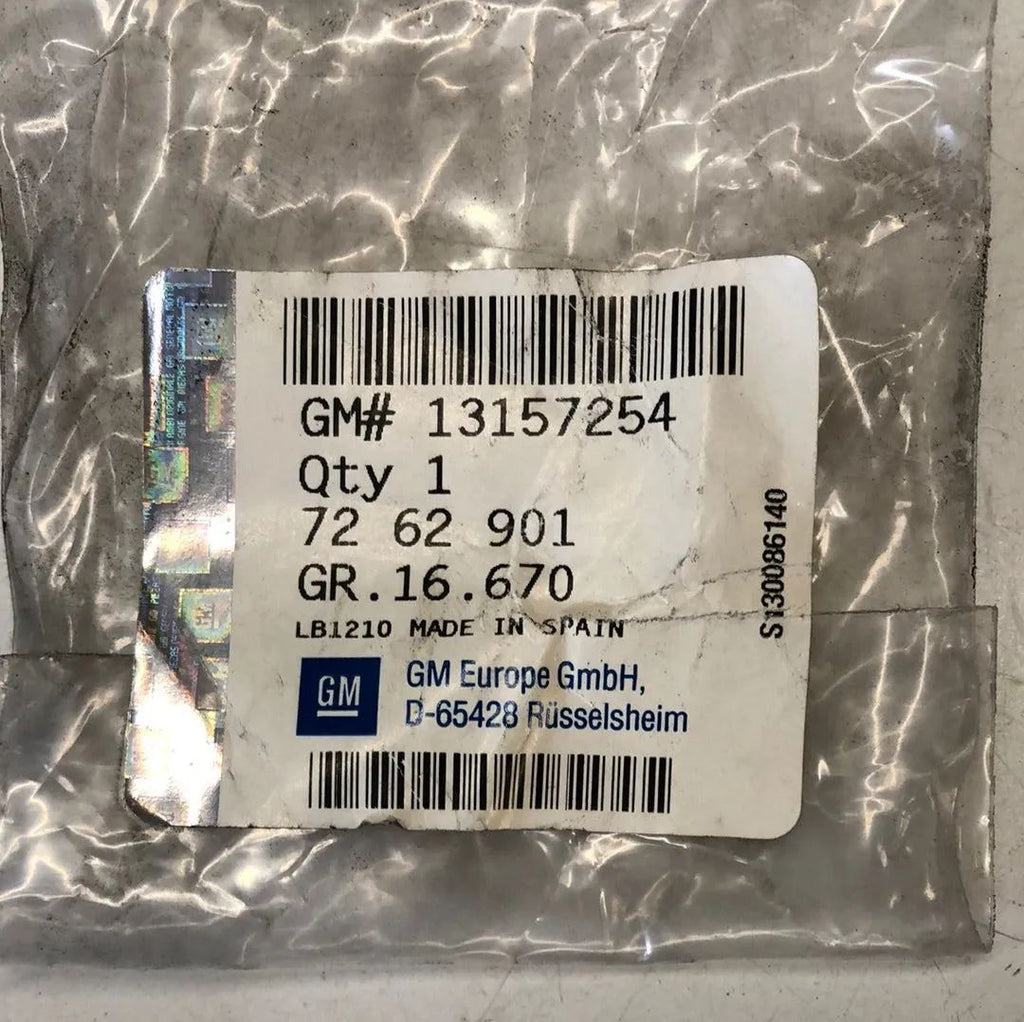 GM# 13157254
Qty 1
72 62 901
GR.16.670
LB1210 MADE IN SPAIN
GM
GM Europe GmbH,
D-65428 Rüsselsheim
S130086140